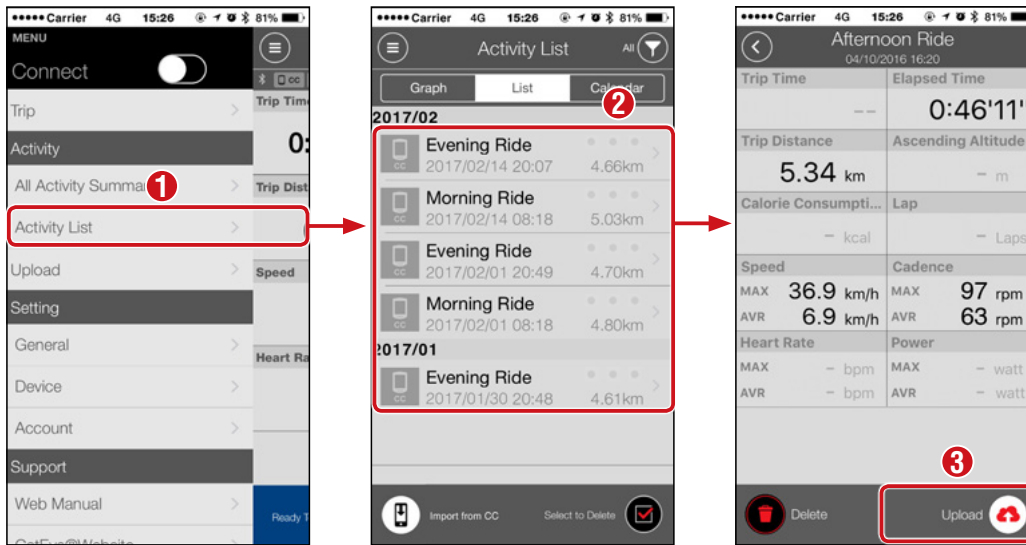 ●●●●● Carrier 4G 15:26 81%
MENU
Connect
Trip
Activity
All Activity Summa
1
Activity List
Upload
Setting
General
Device
Account
Support
Web Manual
CatEye@Website
CC
Trip Time
0:
Trip Dist
Speed
Heart Ra
Ready T
●●●●● Carrier 4G 15:26 81%
Activity List All
Graph List Calendar
2
2017/02
Evening Ride
CC 2017/02/14 20:07 4.66km
Morning Ride
CC 2017/02/14 08:18 5.03km
Evening Ride
CC 2017/02/01 20:49 4.70km
Morning Ride
CC 2017/02/01 08:18 4.80km
2017/01
Evening Ride
CC 2017/01/30 20:48 4.61km
Import from CC Select to Delete
●●●●● Carrier 4G 15:26 81%
Afternoon Ride
04/10/2016 16:20
Trip Time Elapsed Time
-- 0:46'11"
Trip Distance Ascending Altitude
5.34 km - m
Calorie Consumpti... Lap
- kcal - Laps
Speed Cadence
MAX 36.9 km/h MAX 97 rpm
AVR 6.9 km/h AVR 63 rpm
Heart Rate Power
MAX - bpm MAX - watt
AVR - bpm AVR - watt
3
Delete Upload